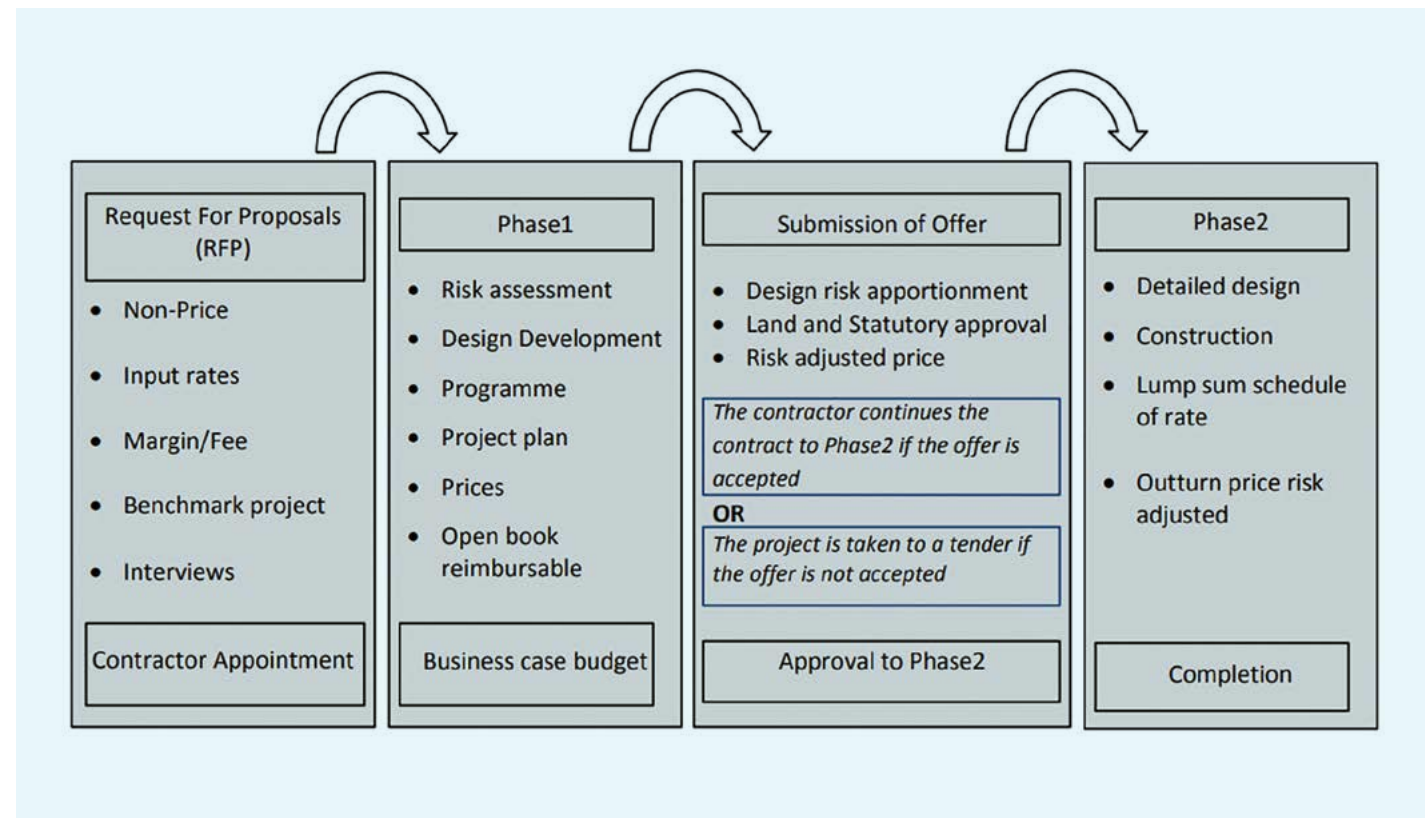 Request For Proposals
(RFP)
• Non-Price
• Input rates
• Margin/Fee
• Benchmark project
• Interviews
Contractor Appointment
Phase1
• Risk assessment
• Design Development
• Programme
• Project plan
• Prices
• Open book
reimbursable
Business case budget
Submission of Offer
• Design risk apportionment
• Land and Statutory approval
• Risk adjusted price
The contractor continues the
contract to Phase2 if the offer is
accepted
OR
The project is taken to a tender if
the offer is not accepted
Approval to Phase2
Phase2
• Detailed design
• Construction
• Lump sum schedule
of rate
• Outturn price risk
adjusted
Completion